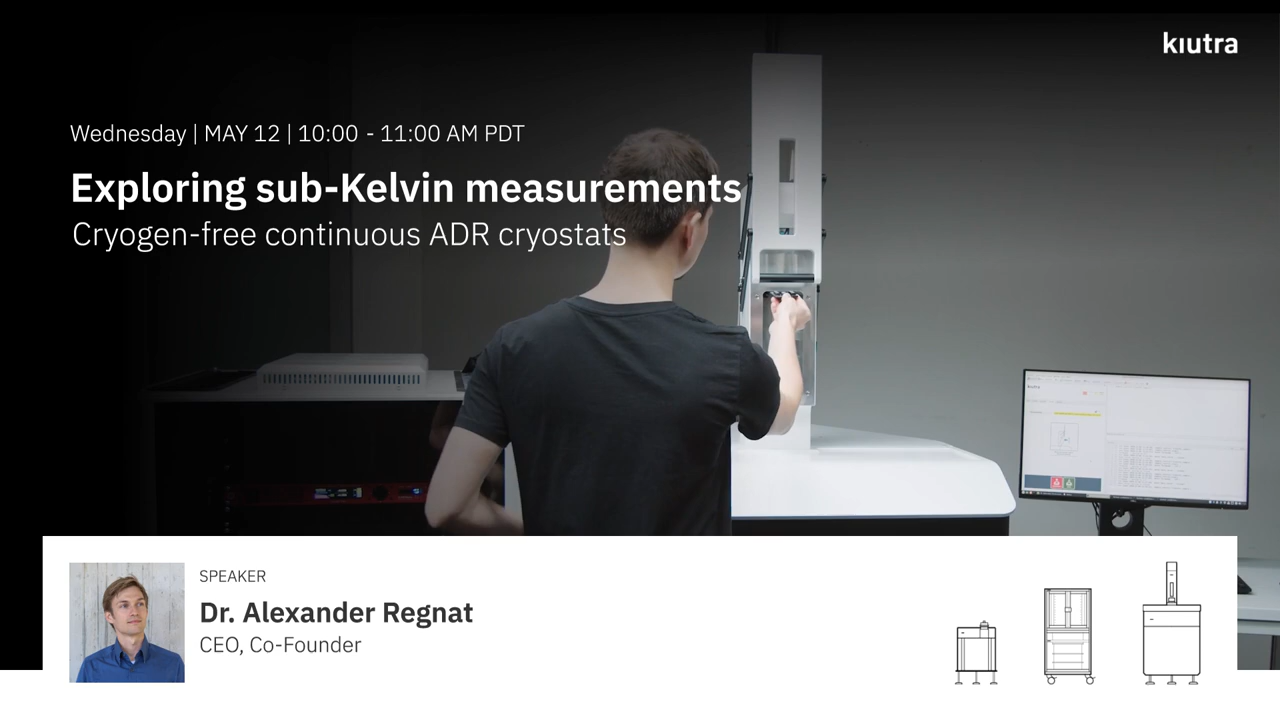 kiutra
Wednesday | MAY 12 | 10:00 - 11:00 AM PDT
Exploring sub-Kelvin measurements
Cryogen-free continuous ADR cryostats
SPEAKER
Dr. Alexander Regnat
CEO, Co-Founder